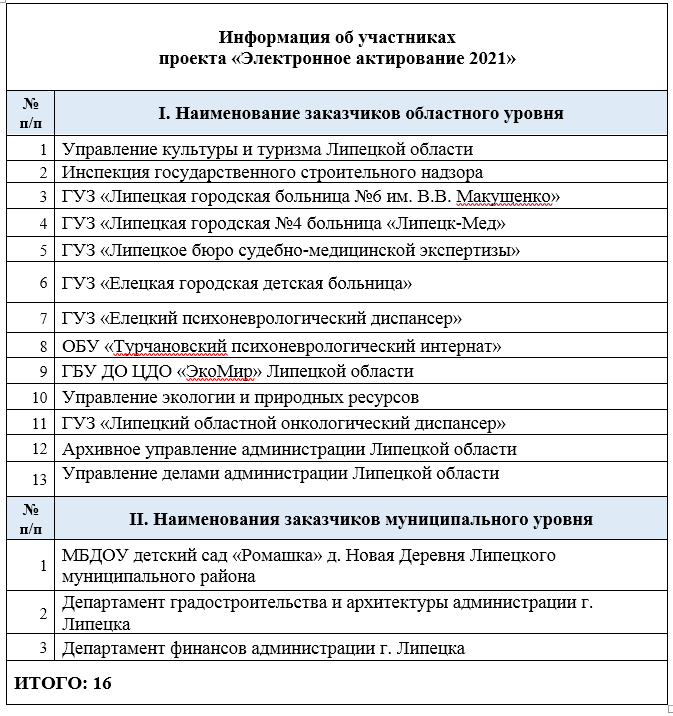 Информация об участниках
проекта «Электронное актирование 2021»
№
п/п
I. Наименование заказчиков областного уровня
1 Управление культуры и туризма Липецкой области
2 Инспекция государственного строительного надзора
3 ГУЗ «Липецкая городская больница №6 им. В.В. Макущенко»
4 ГУЗ «Липецкая городская №4 больница «Липецк-Мед»
5 ГУЗ «Липецкое бюро судебно-медицинской экспертизы»
6 ГУЗ «Елецкая городская детская больница»
7 ГУЗ «Елецкий психоневрологический диспансер»
8 ОБУ «Турчановский психоневрологический интернат»
9 ГБУ ДО ЦДО «ЭкоМир» Липецкой области
10 Управление экологии и природных ресурсов
11 ГУЗ «Липецкий областной онкологический диспансер»
12 Архивное управление администрации Липецкой области
13 Управление делами администрации Липецкой области
№
п/п
II. Наименования заказчиков муниципального уровня
1 МБДОУ детский сад «Ромашка» д. Новая Деревня Липецкого
муниципального района
2 Департамент градостроительства и архитектуры администрации г.
Липецка
3 Департамент финансов администрации г. Липецка
ИТОГО: 16